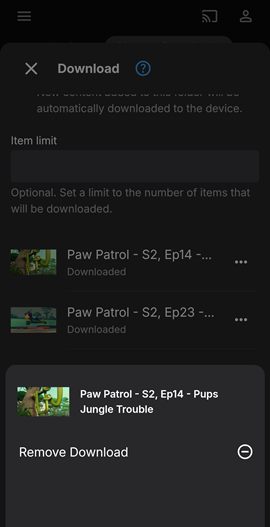 Download
?
New content added to this folder will be
automatically downloaded to the device.
Item limit
Optional. Set a limit to the number of items that
will be downloaded.
Paw Patrol - S2, Ep14 -...
Downloaded
Paw Patrol - S2, Ep23 -...
Downloaded
Paw Patrol - S2, Ep14 - Pups
Jungle Trouble
Remove Download